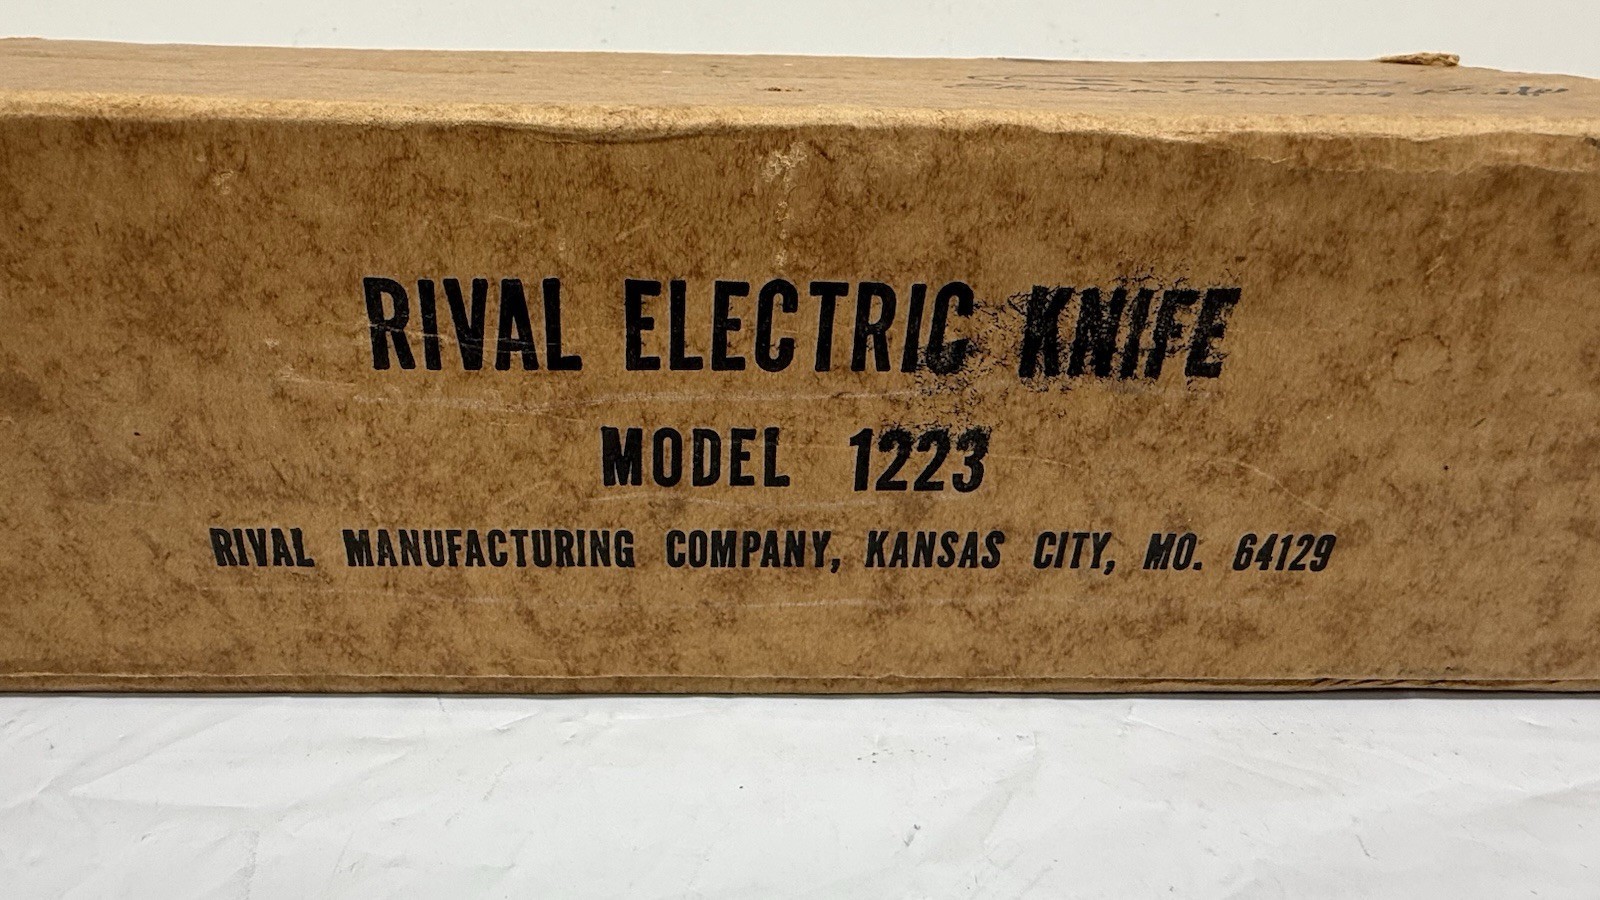 RIVAL ELECTRIC KNIFE
MODEL 1223
RIVAL MANUFACTURING COMPANY, KANSAS CITY, MO. 64129